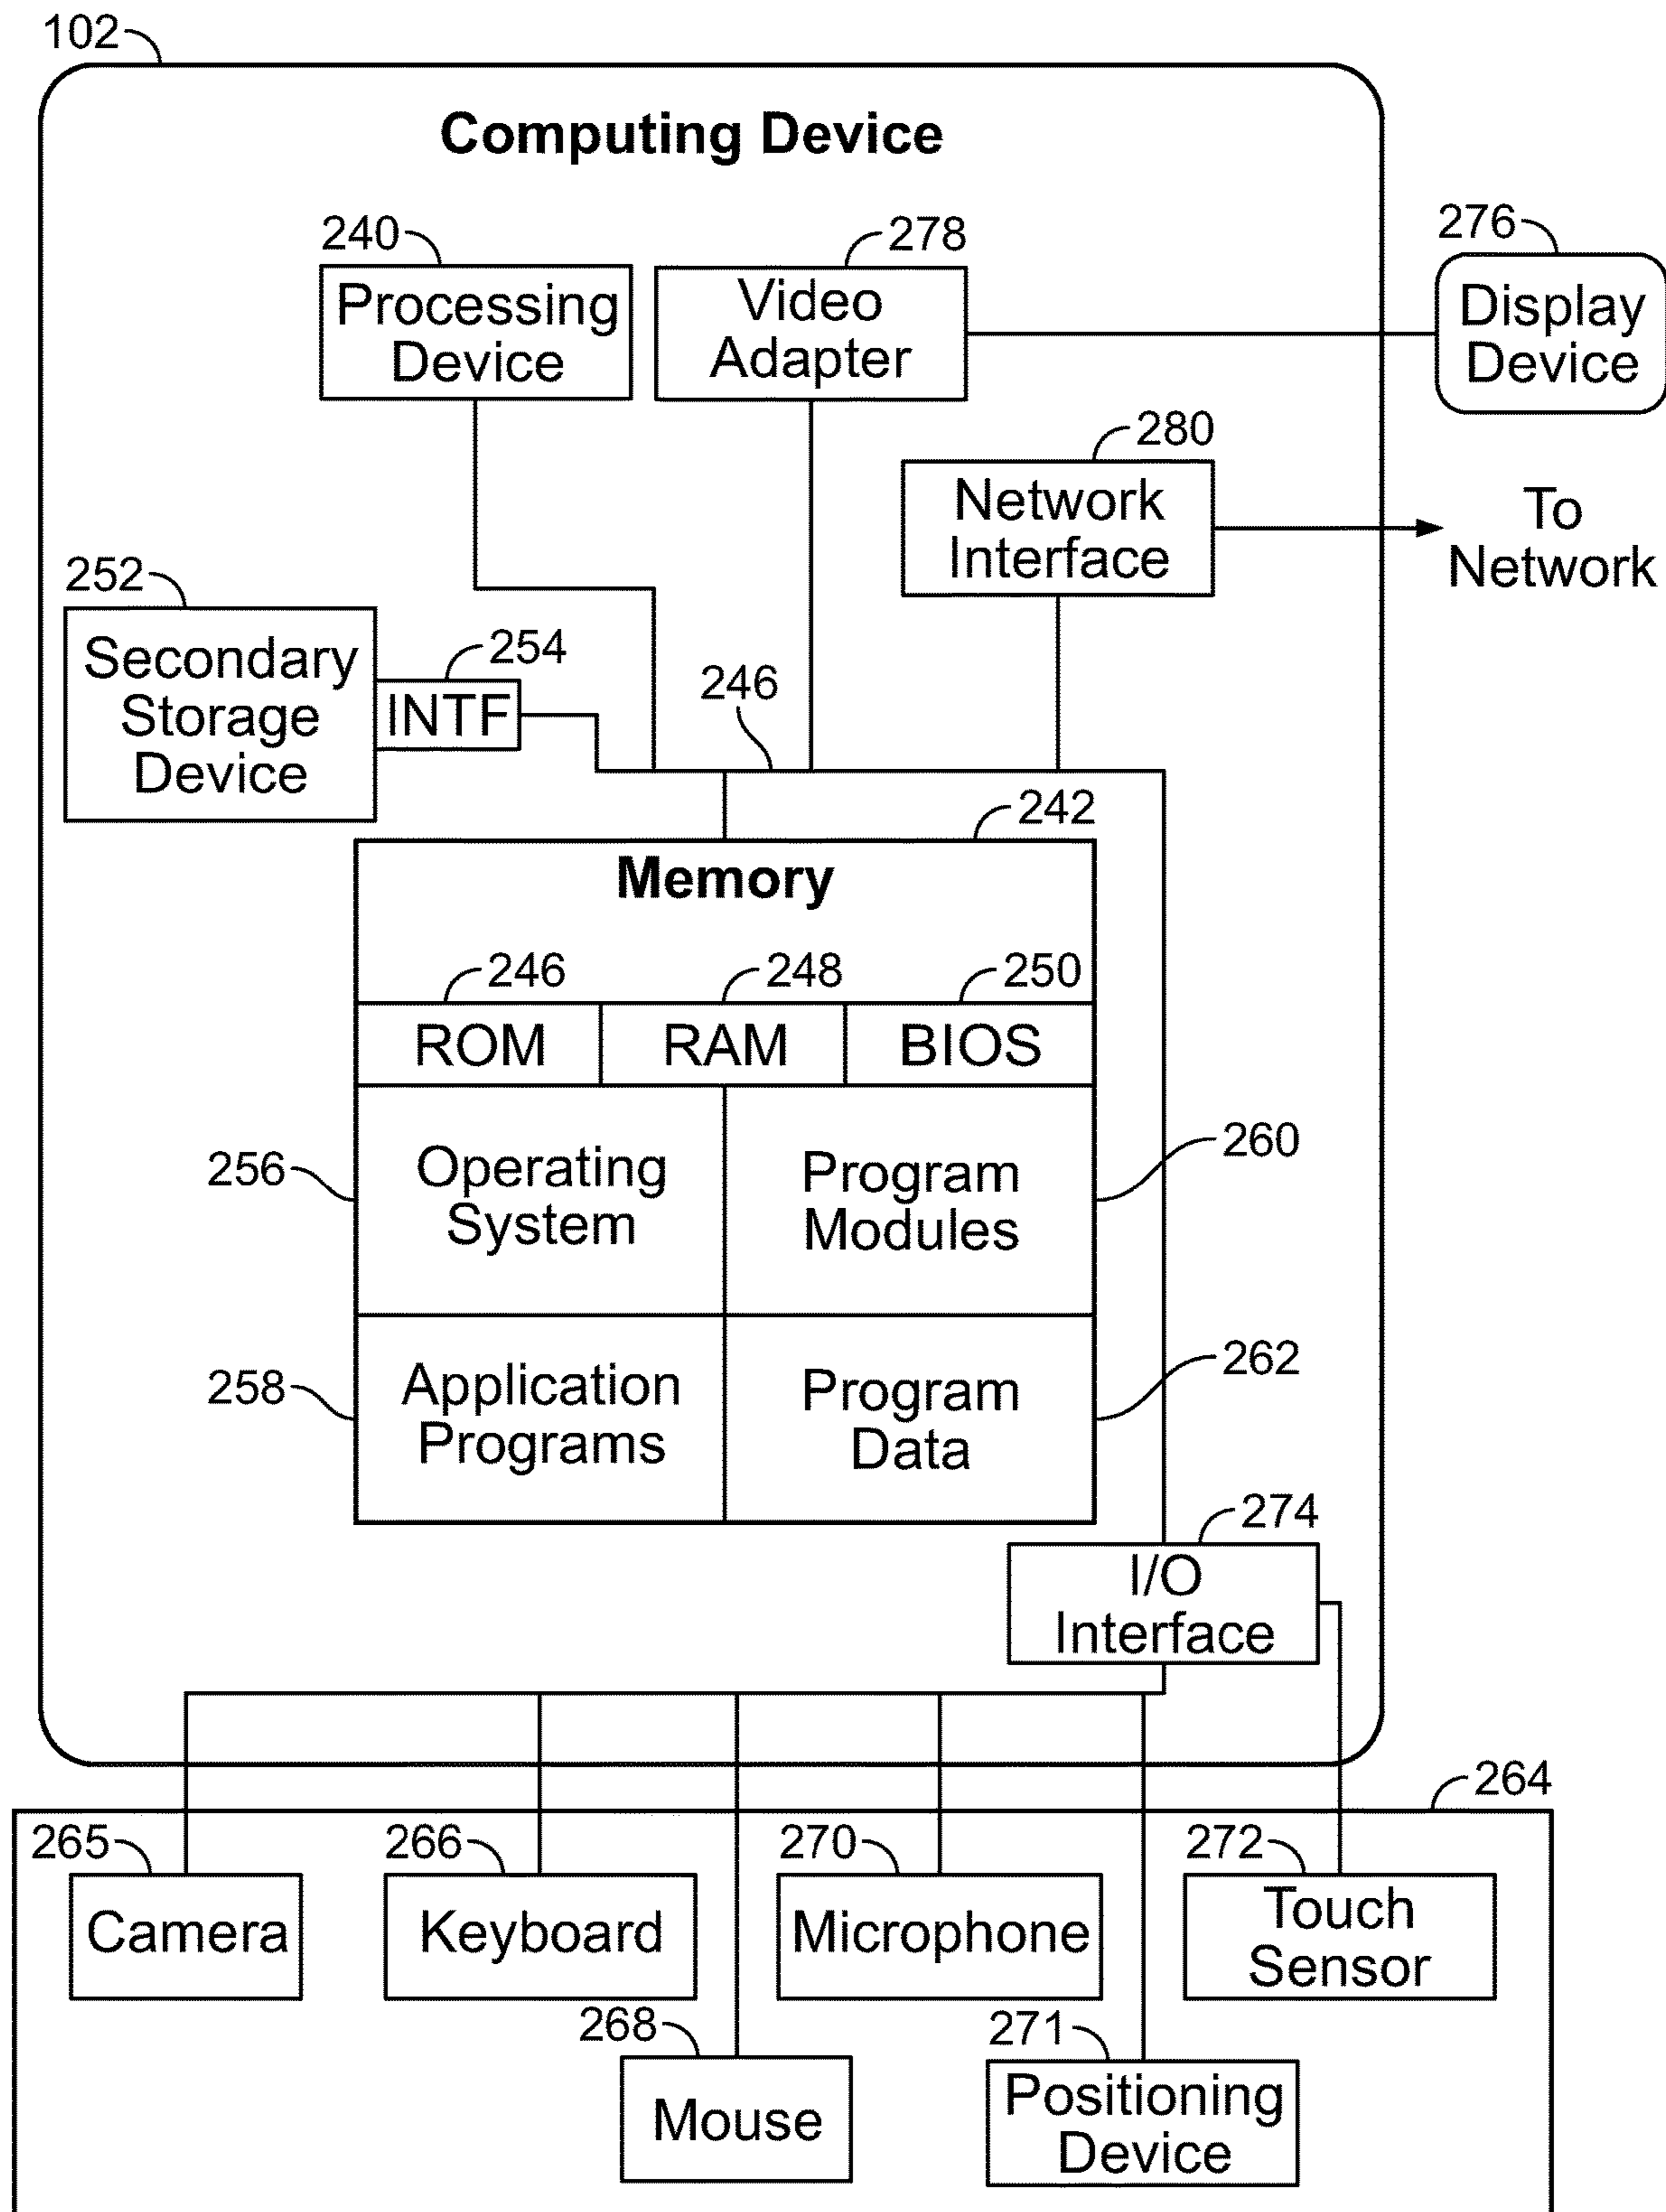 102
Computing Device
240
278
276
Processing
Device
Video
Adapter
Display
Device
280
Network
Interface
To
Network
252
Secondary
Storage
Device
254
INTF
246
242
Memory
246
248
250
ROM
RAM
BIOS
256
Operating
System
Program
Modules
260
258
Application
Programs
Program
Data
262
274
I/O
Interface
264
265
266
270
272
Camera
Keyboard
Microphone
Touch
Sensor
268
271
Mouse
Positioning
Device